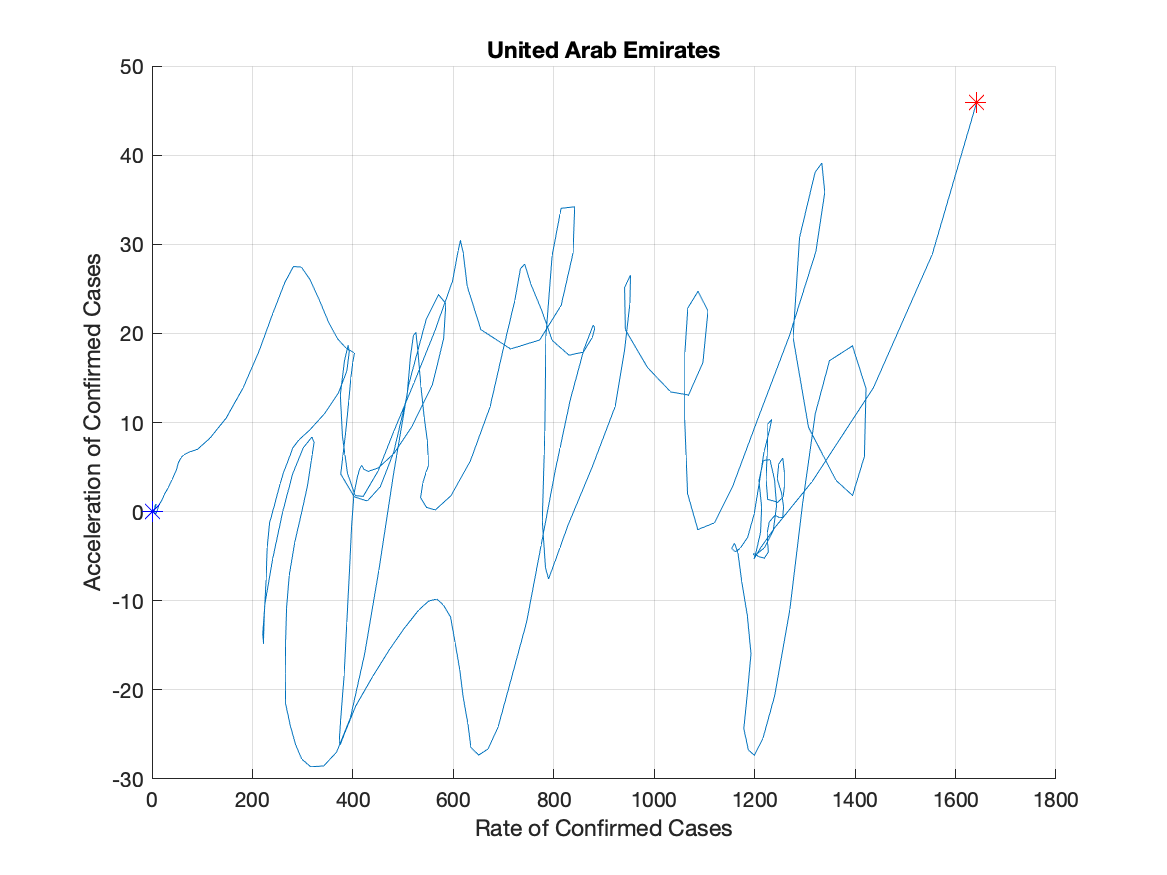 United Arab Emirates
50
40
30
20
10
0
-10
-20
-30
Acceleration of Confirmed Cases
0 200 400 600 800 1000 1200 1400 1600 1800
Rate of Confirmed Cases